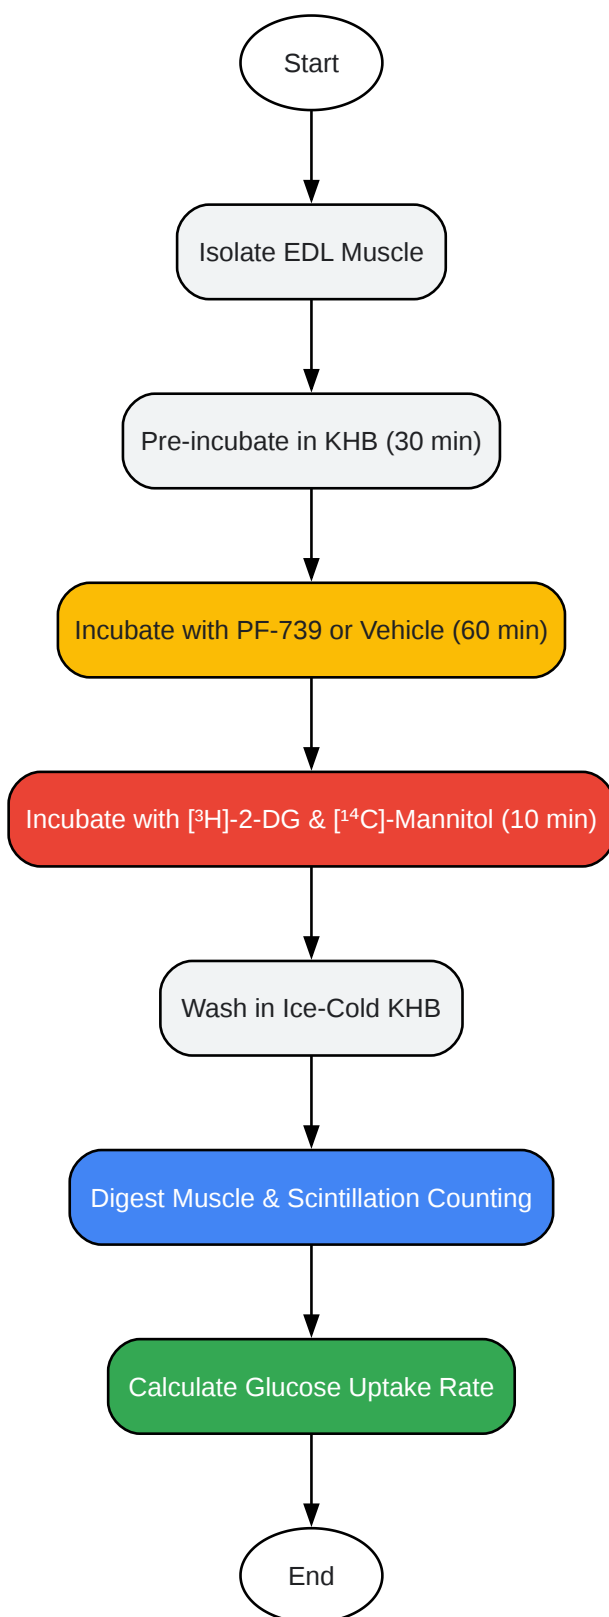 Start
Isolate EDL Muscle
Pre-incubate in KHB (30 min)
Incubate with PF-739 or Vehicle (60 min)
Incubate with [³H]-2-DG & [¹⁴C]-Mannitol (10 min)
Wash in Ice-Cold KHB
Digest Muscle & Scintillation Counting
Calculate Glucose Uptake Rate
End